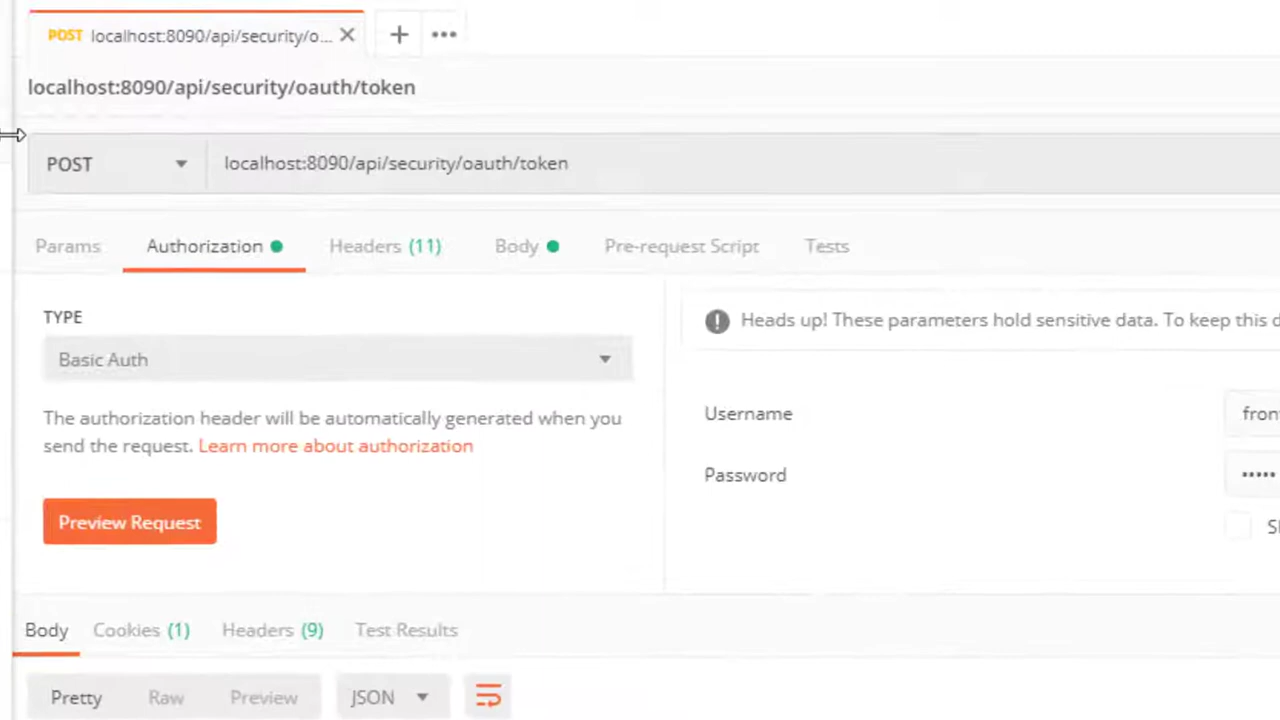 POST localhost:8090/api/security/o...
localhost:8090/api/security/oauth/token
POST localhost:8090/api/security/oauth/token
Params Authorization Headers (11) Body Pre-request Script Tests
TYPE
Heads up! These parameters hold sensitive data. To keep this
Basic Auth
The authorization header will be automatically generated when you
send the request. Learn more about authorization
Username
Password
Preview Request
Body Cookies (1) Headers (9) Test Results
Pretty Raw Preview JSON